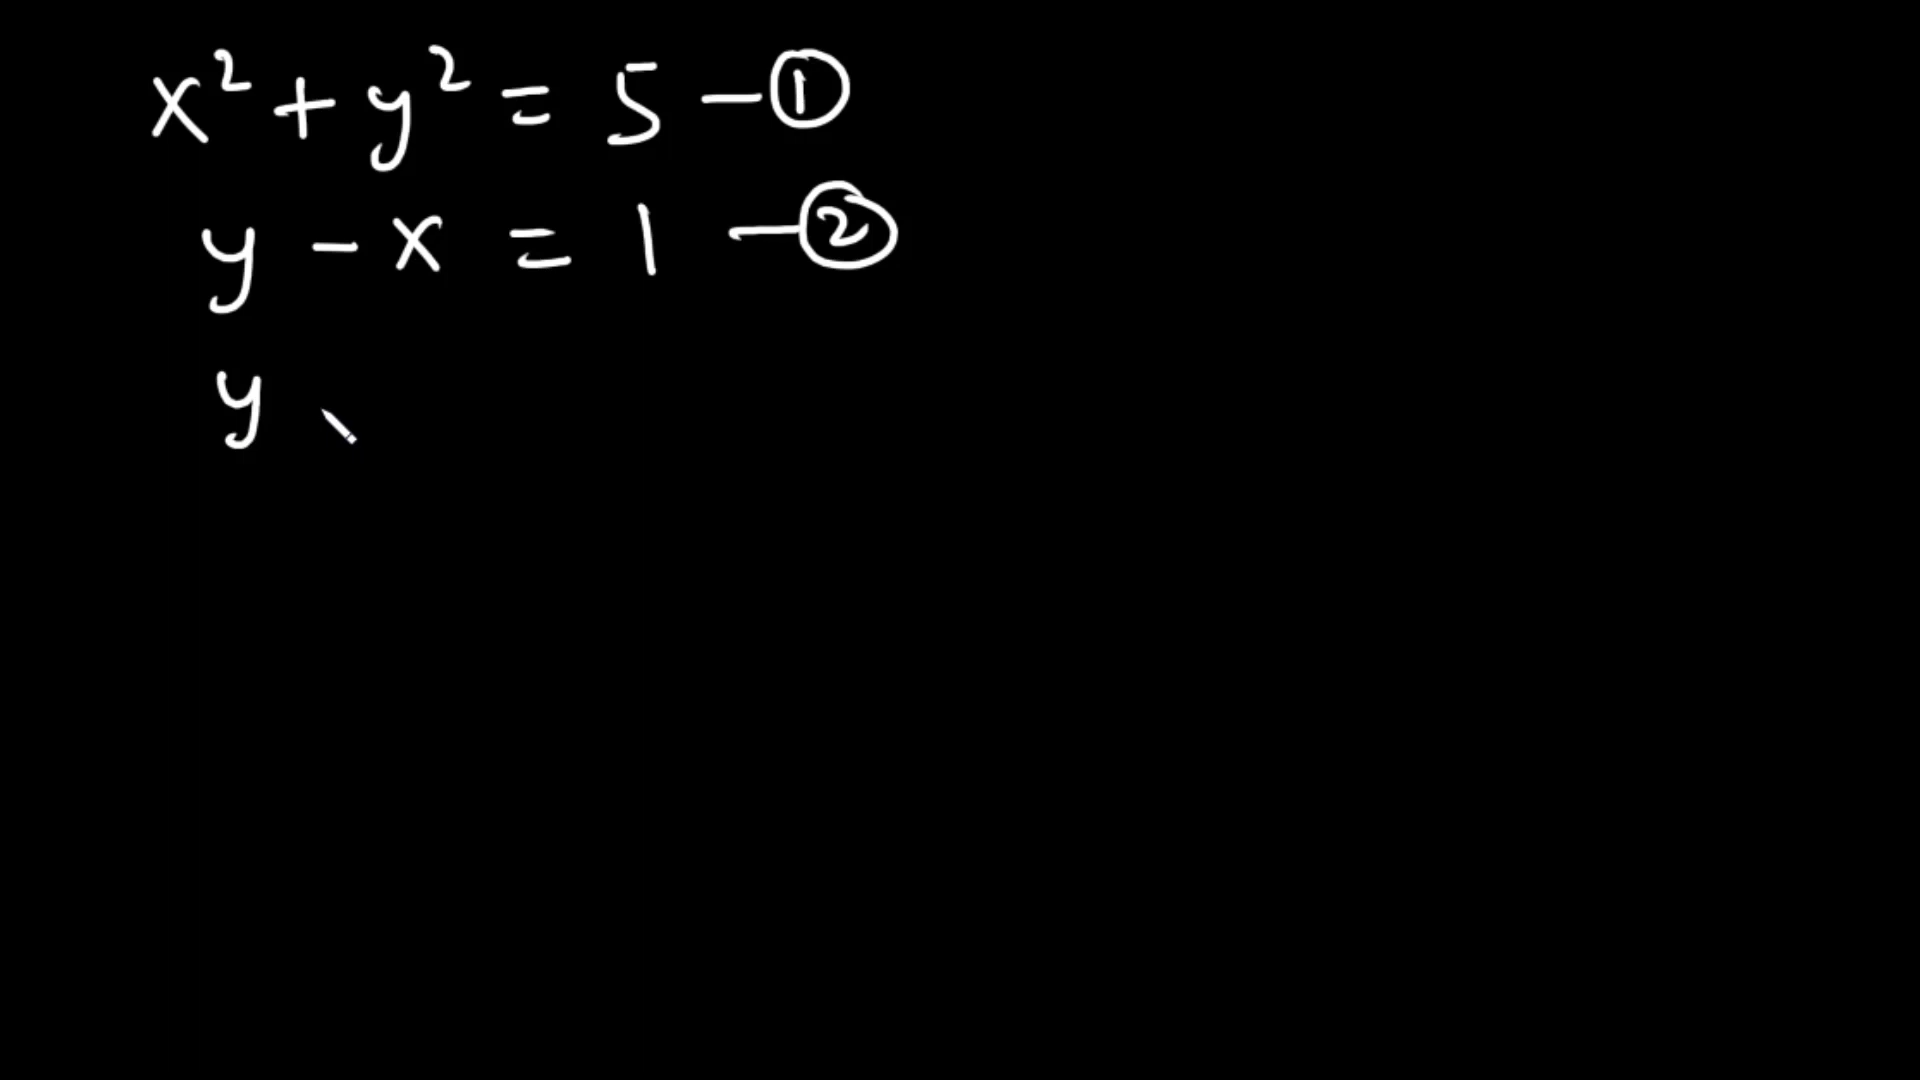 x² + y² = 5 — ①
y - x = 1 — ②
y